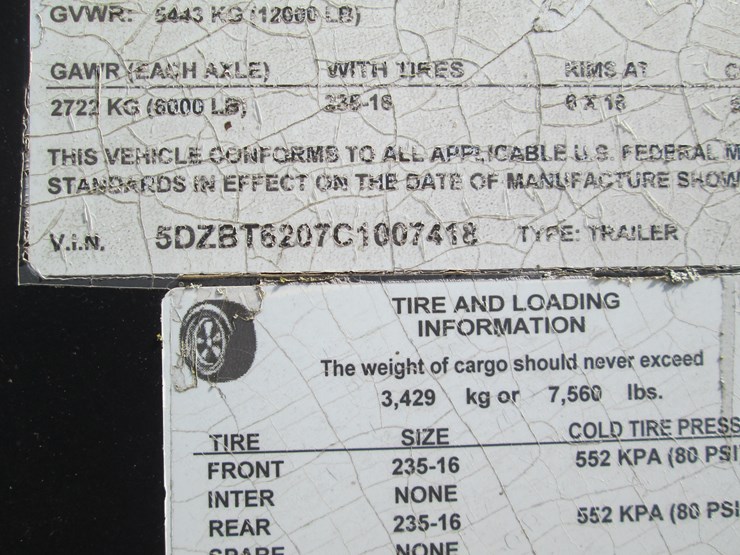 GVWR: 5443 KG (12000 LB)
GAWR (EACH AXLE) WITH TIRES RIMS AT
2722 KG (6000 LB) 235-16 6 X 16
THIS VEHICLE CONFORMS TO ALL APPLICABLE U.S. FEDERAL M
STANDARDS IN EFFECT ON THE DATE OF MANUFACTURE SHOW
V.I.N. 5DZBT6207C1007418 TYPE: TRAILER
TIRE AND LOADING
INFORMATION
The weight of cargo should never exceed
3,429 kg or 7,560 lbs.
TIRE SIZE COLD TIRE PRESS
FRONT 235-16 552 KPA (80 PSI
INTER NONE
REAR 235-16 552 KPA (80 PSI
SPARE NONE